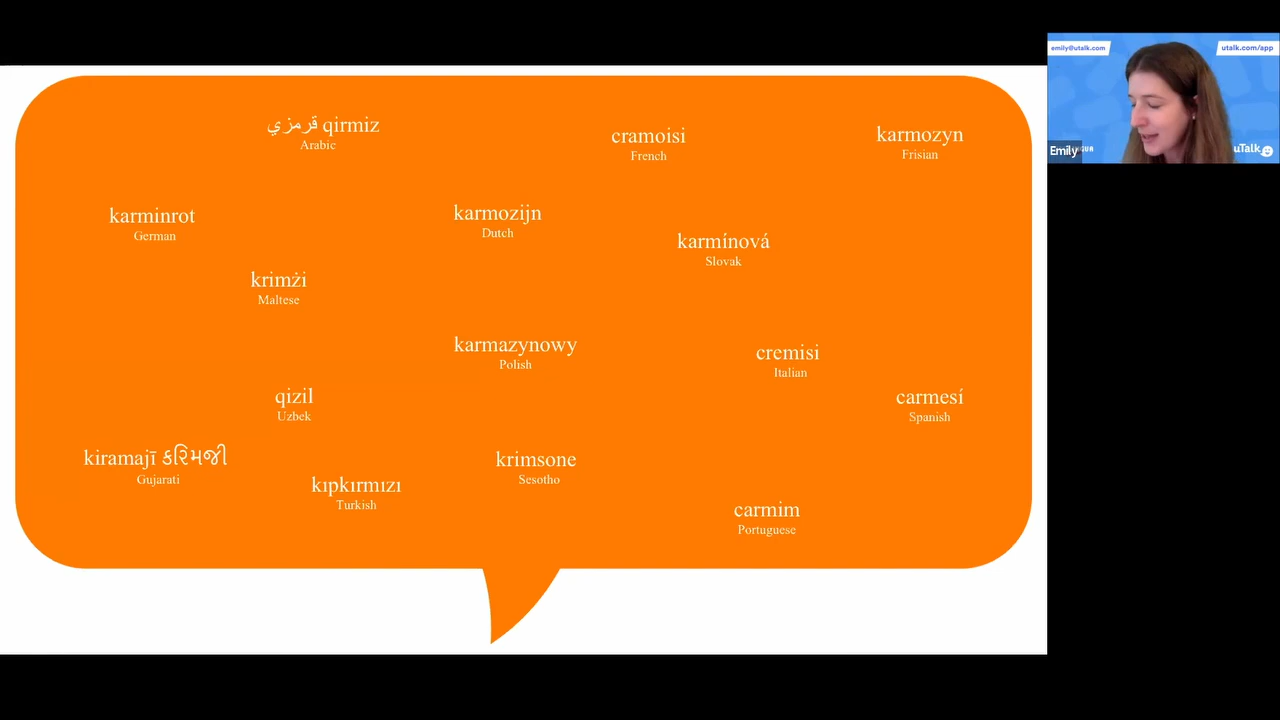 emily@utalk.com
utalk.com/app
Emily
uTalk
قرمزي qirmiz
Arabic
cramoisi
French
karmozyn
Frisian
karminrot
German
karmozijn
Dutch
karmínová
Slovak
krimżi
Maltese
karmazynowy
Polish
cremisi
Italian
qizil
Uzbek
carmesí
Spanish
kiramajī કરિમજી
Gujarati
kıpkırmızı
Turkish
krimsone
Sesotho
carmim
Portuguese